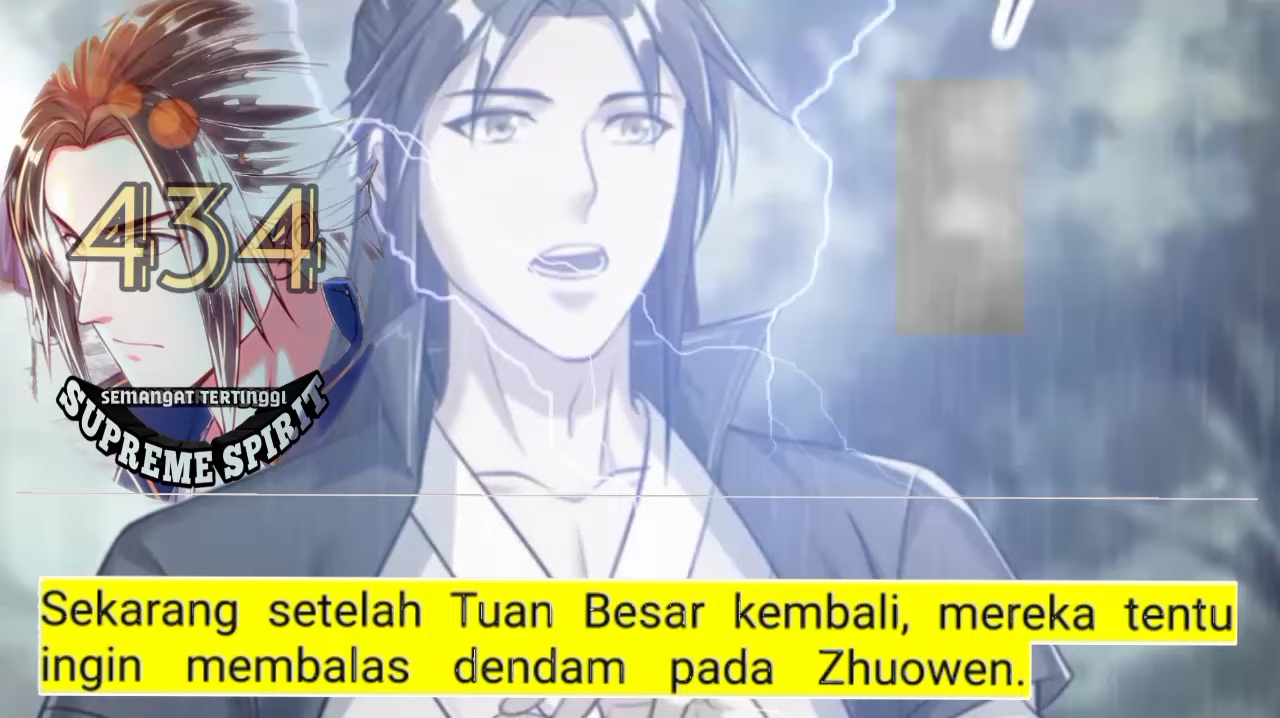 434
SEMANGAT TERTINGGI
SUPREME SPIRIT
Sekarang setelah Tuan Besar kembali, mereka tentu
ingin membalas dendam pada Zhuowen.